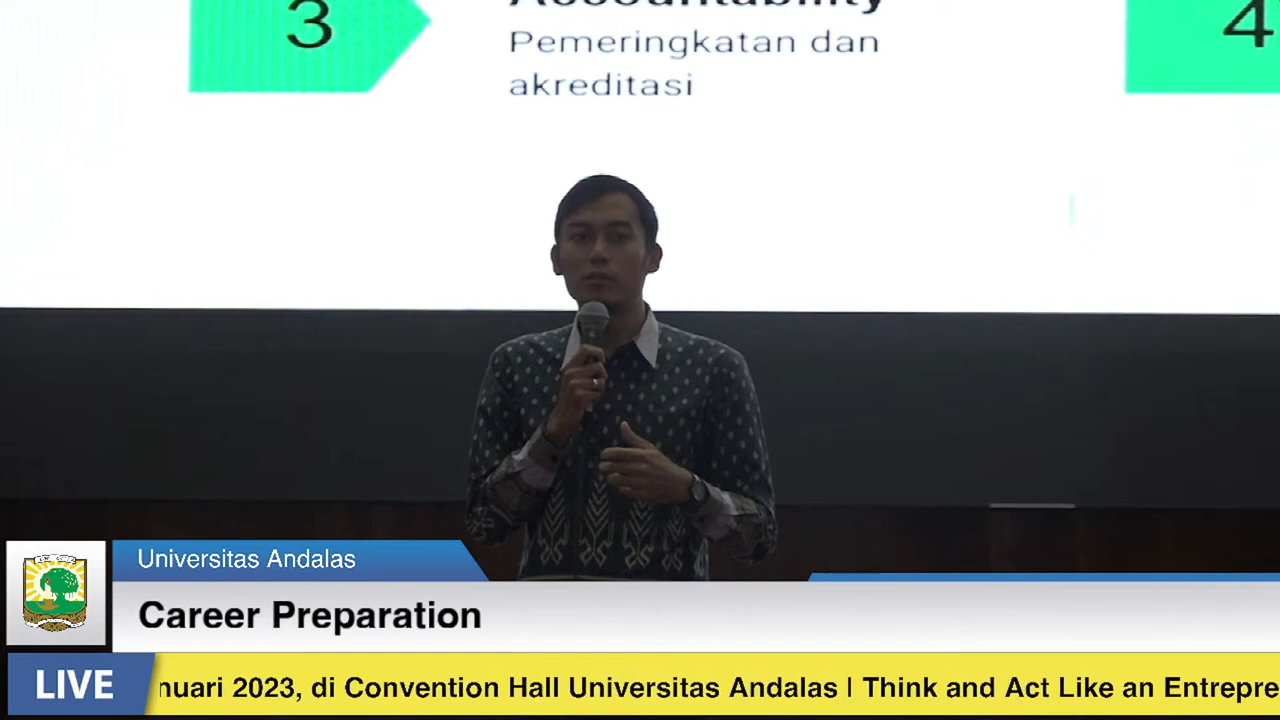 3
Accountability
4
Pemeringkatan dan
akreditasi
Universitas Andalas
Career Preparation
LIVE
nuari 2023, di Convention Hall Universitas Andalas | Think and Act Like an Entrepre